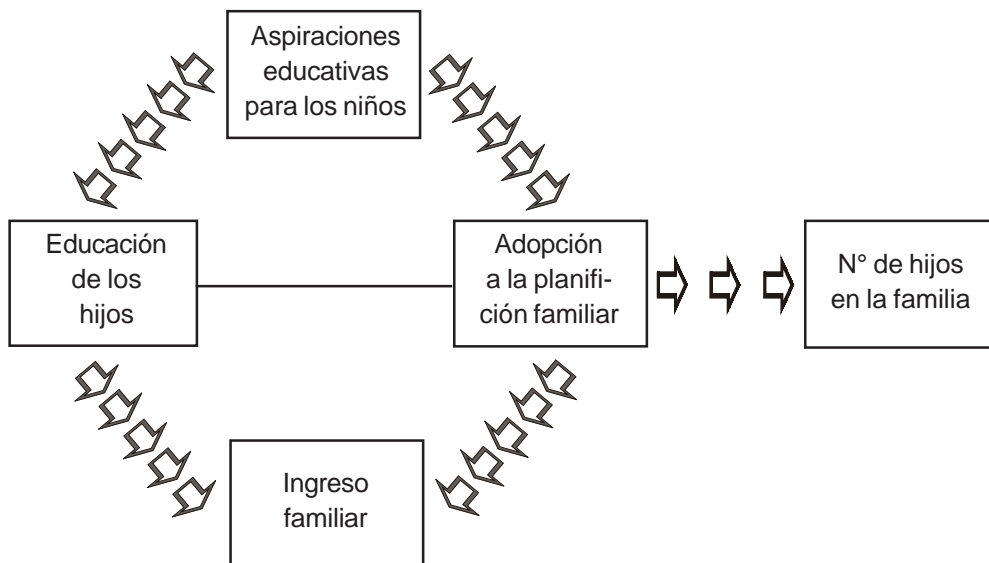 Aspiraciones
educativas
para los niños
Educación
de los
hijos
Adopción
a la planifi-
ción familiar
N° de hijos
en la familia
Ingreso
familiar